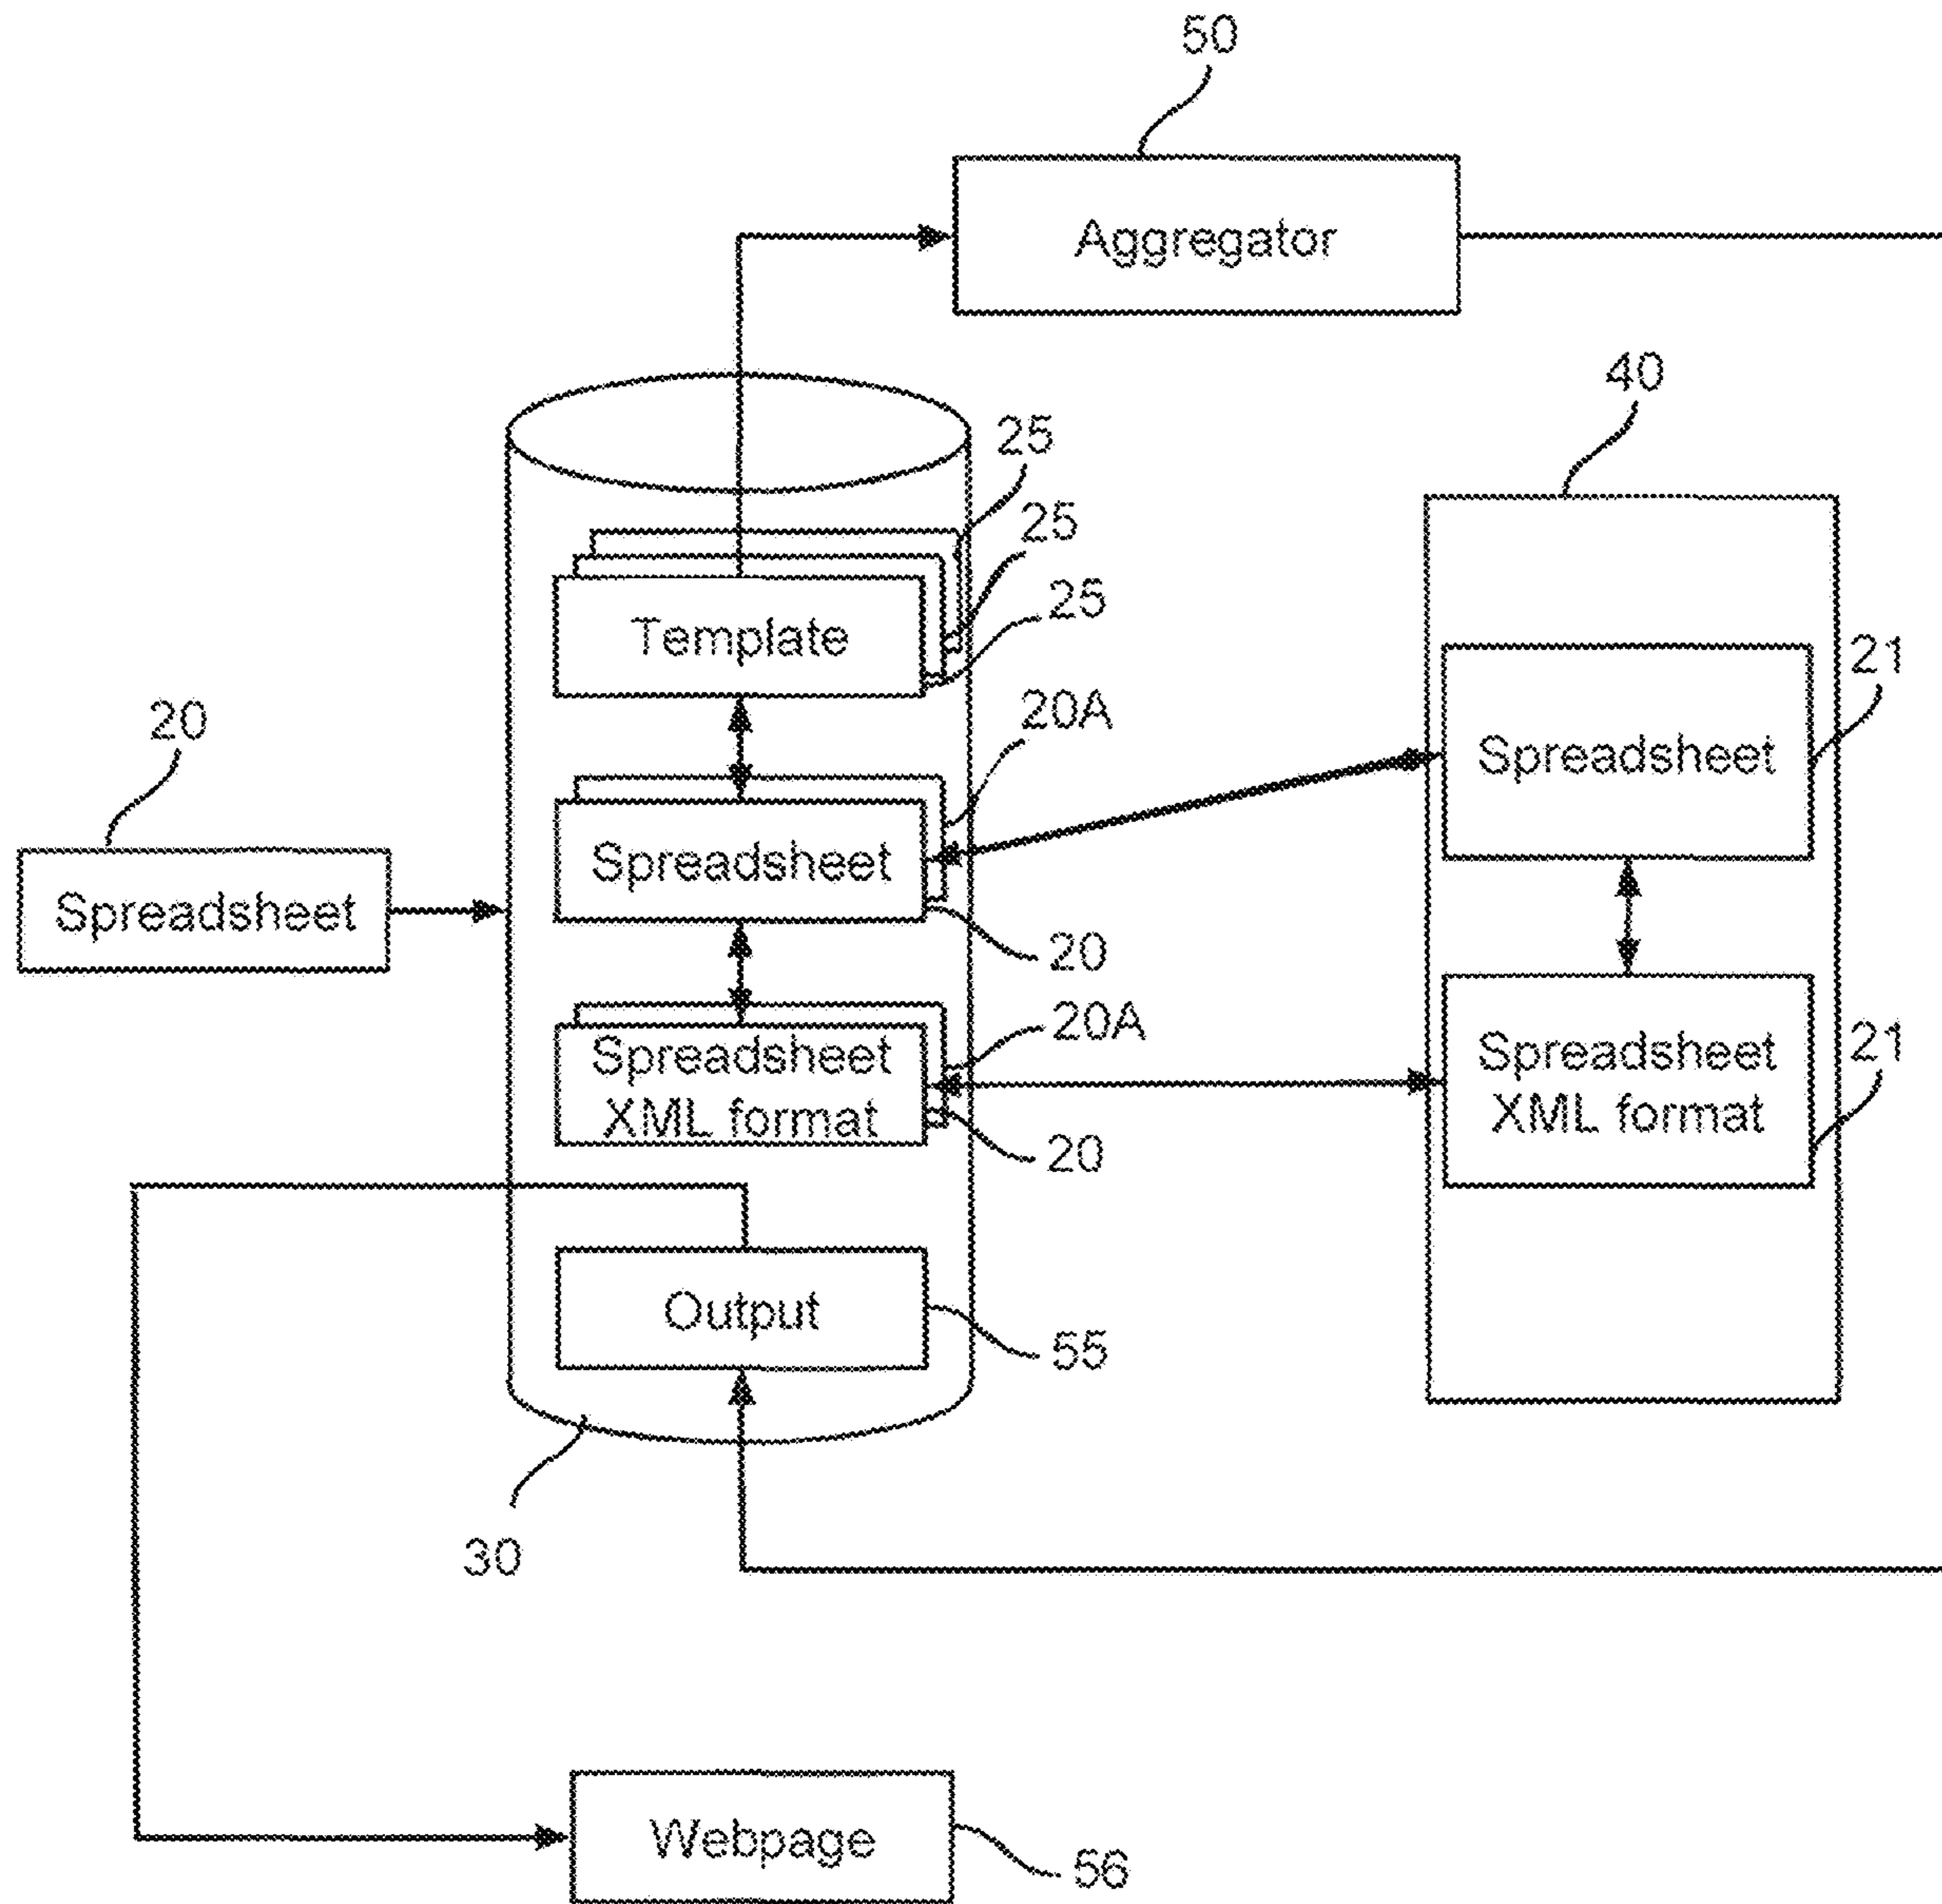 50
Aggregator
40
25
25
25
Template
21
Spreadsheet
20A
20
Spreadsheet
Spreadsheet
20
20A
21
Spreadsheet
XML format
Spreadsheet
XML format
20
Output
55
30
Webpage
56